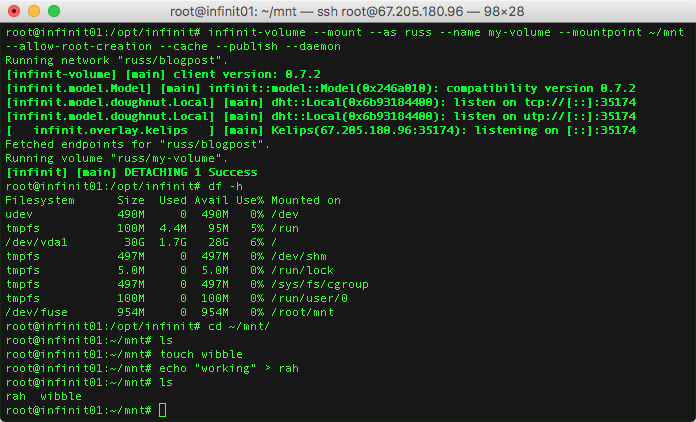 root@infinit01: ~/mnt — ssh root@67.205.180.96 — 98×28
root@infinit01:/opt/infinit# infinit-volume --mount --as russ --name my-volume --mountpoint ~/mnt
--allow-root-creation --cache --publish --daemon
Running network "russ/blogpost".
[infinit-volume] [main] client version: 0.7.2
[infinit.model.Model] [main] infinit::model::Model(0x246a010): compatibility version 0.7.2
[infinit.model.doughnut.Local] [main] dht::Local(0x6b93184400): listen on tcp://[::]:35174
[infinit.model.doughnut.Local] [main] dht::Local(0x6b93184400): listen on utp://[::]:35174
[   infinit.overlay.kelips   ] [main] Kelips(67.205.180.96:35174): listening on [::]:35174
Fetched endpoints for "russ/blogpost".
Running volume "russ/my-volume".
[infinit] [main] DETACHING 1 Success
root@infinit01:/opt/infinit# df -h
Filesystem      Size  Used Avail Use% Mounted on
udev            490M     0  490M   0% /dev
tmpfs           100M  4.4M   95M   5% /run
/dev/vda1        30G  1.7G   28G   6% /
tmpfs           497M     0  497M   0% /dev/shm
tmpfs           5.0M     0  5.0M   0% /run/lock
tmpfs           497M     0  497M   0% /sys/fs/cgroup
tmpfs           100M     0  100M   0% /run/user/0
/dev/fuse       954M     0  954M   0% /root/mnt
root@infinit01:/opt/infinit# cd ~/mnt/
root@infinit01:~/mnt# ls
root@infinit01:~/mnt# touch wibble
root@infinit01:~/mnt# echo "working" > rah
root@infinit01:~/mnt# ls
rah  wibble
root@infinit01:~/mnt#